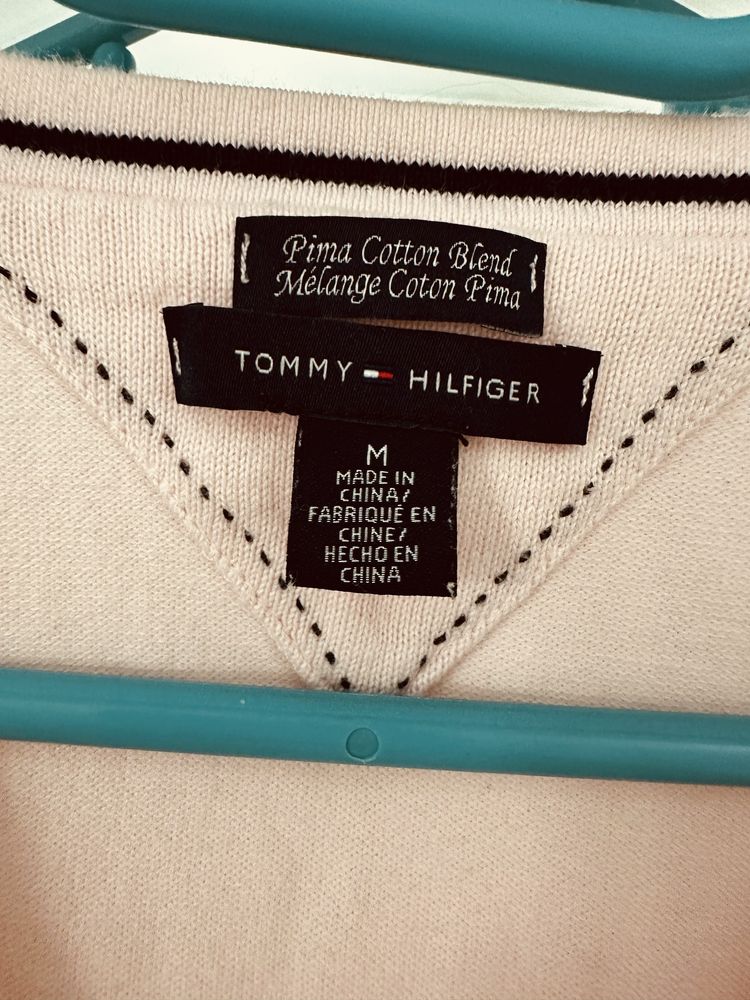 Pima Cotton Blend
Mélange Coton Pima
TOMMY HILFIGER
M
MADE IN
CHINA/
FABRIQUÉ EN
CHINE/
HECHO EN
CHINA